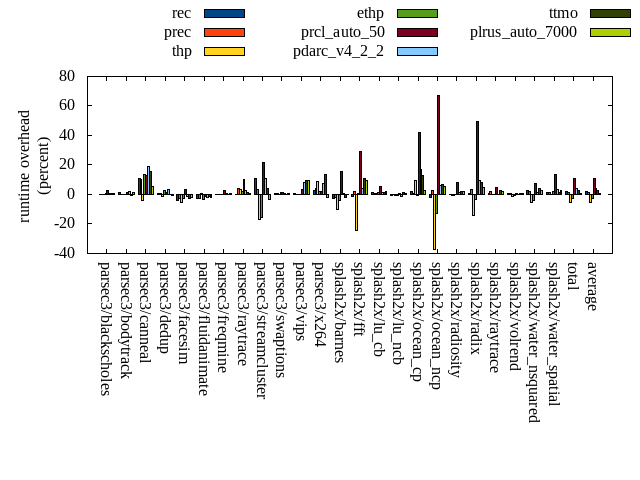 rec ethp ttmo
prec prcl_auto_50 plrus_auto_7000
thp pdarc_v4_2_2
runtime overhead
(percent)
80
60
40
20
0
-20
-40
parsec3/blackscholes
parsec3/bodytrack
parsec3/canneal
parsec3/dedup
parsec3/facesim
parsec3/fluidanimate
parsec3/freqmine
parsec3/raytrace
parsec3/streamcluster
parsec3/swaptions
parsec3/vips
parsec3/x264
splash2x/barnes
splash2x/fft
splash2x/lu_cb
splash2x/lu_ncb
splash2x/ocean_cp
splash2x/ocean_ncp
splash2x/radiosity
splash2x/radix
splash2x/raytrace
splash2x/volrend
splash2x/water_nsquared
splash2x/water_spatial
total
average